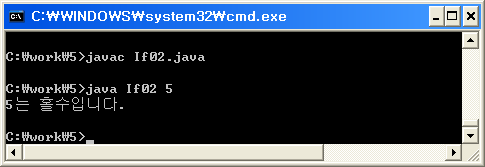 C:₩WINDOWS₩system32₩cmd.exe
C:₩work₩5>javac If02.java
C:₩work₩5>java If02 5
5는 홀수입니다.
C:₩work₩5>